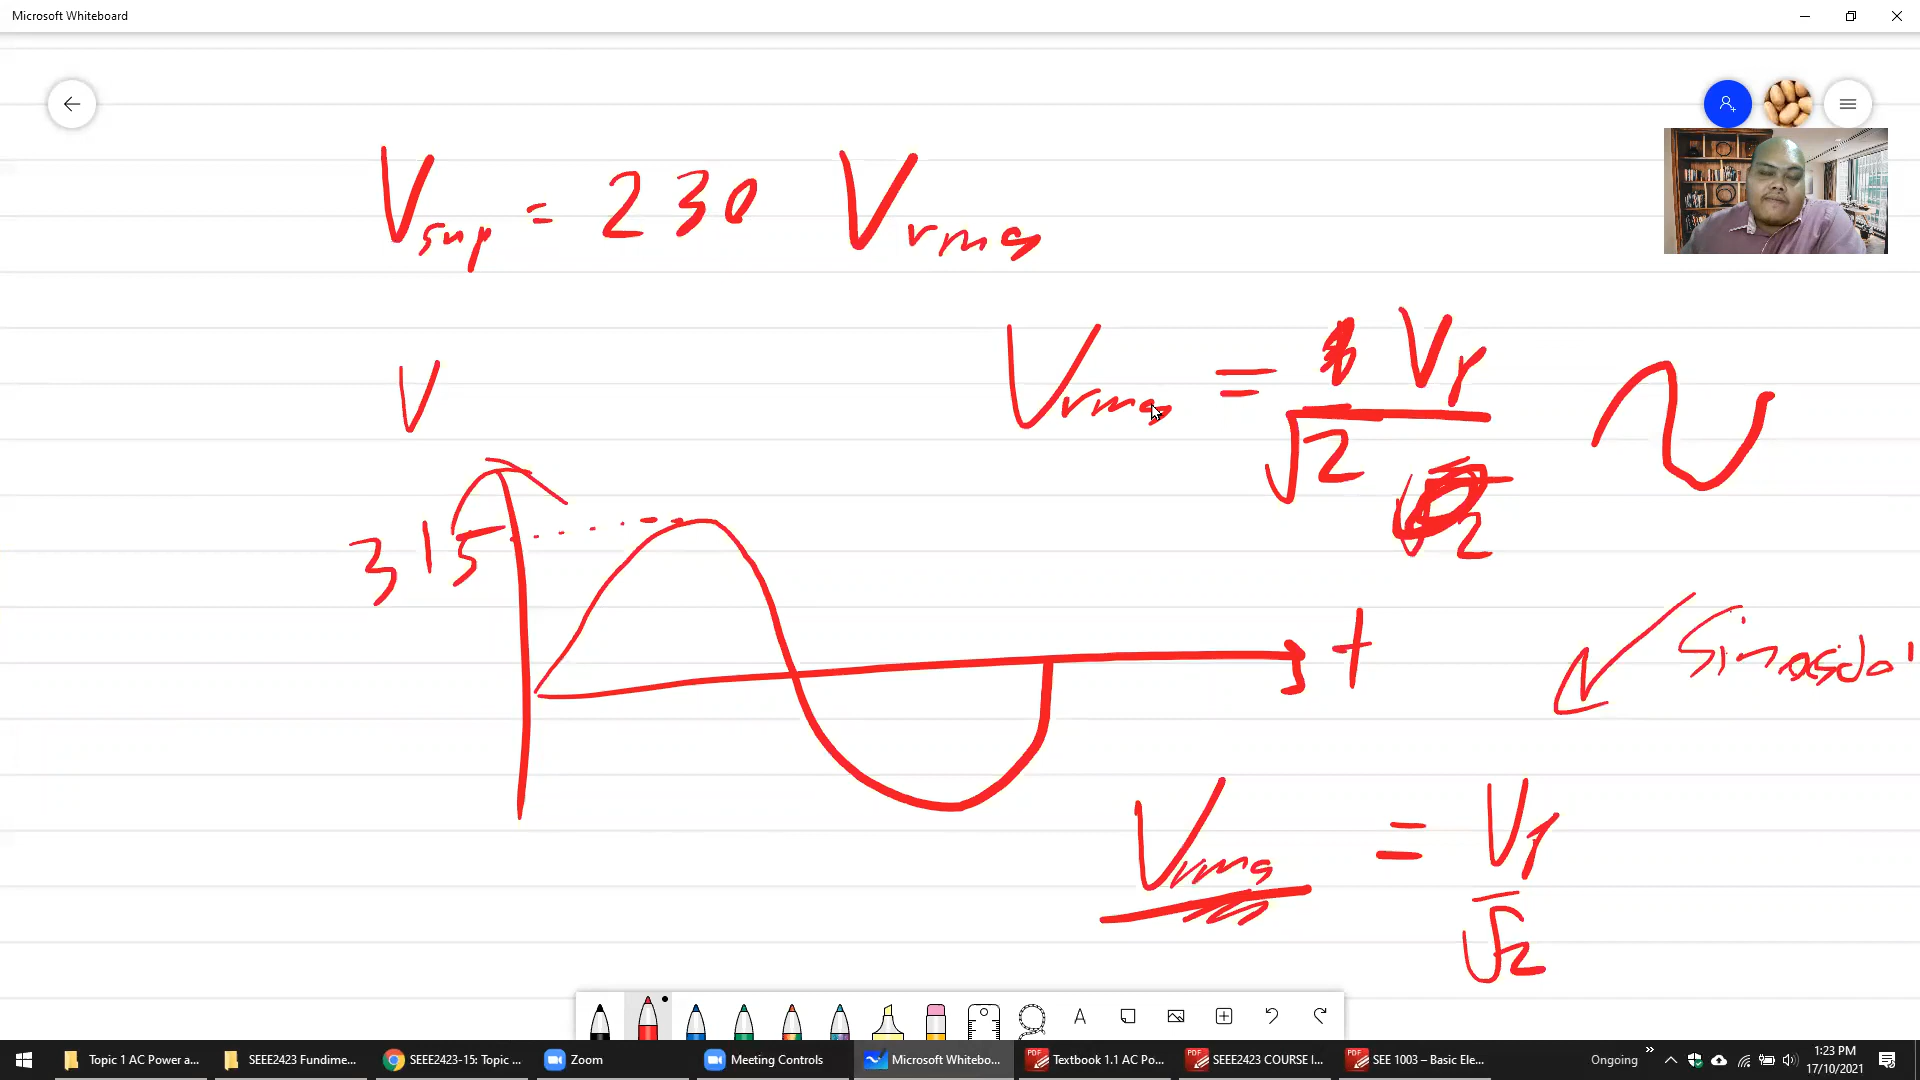 Microsoft Whiteboard
Vsup = 230 Vrms
Vrms = Vp
√2
V
315
t
Sinosidal
Vrms = Vp
√2
Topic 1 AC Power a...
SEEE2423 Fundime...
SEEE2423-15: Topic ...
Zoom
Meeting Controls
Microsoft Whitebo...
Textbook 1.1 AC Po...
SEEE2423 COURSE I...
SEE 1003 – Basic Ele...
Ongoing
1:23 PM
17/10/2021